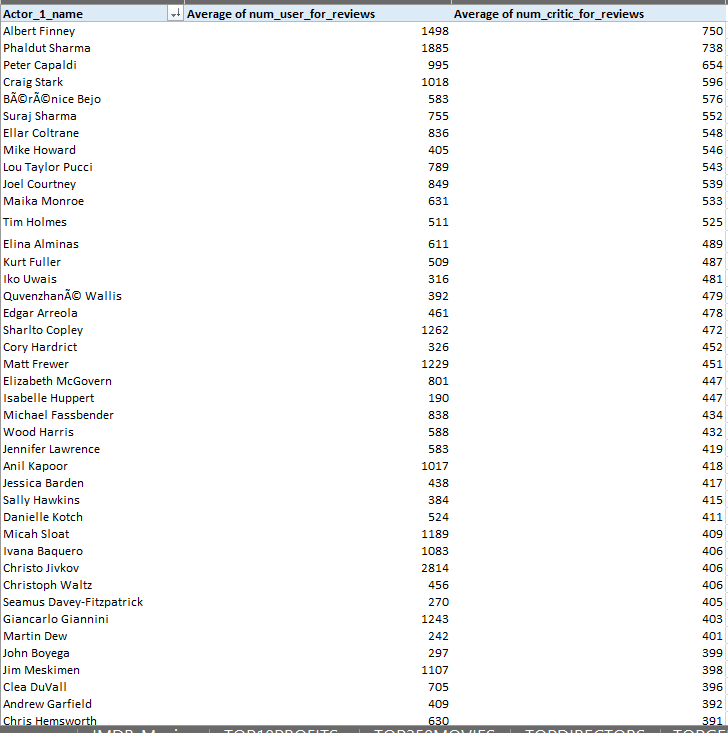 Actor_1_name Average of num_user_for_reviews Average of num_critic_for_reviews
Albert Finney 1498 750
Phaldut Sharma 1885 738
Peter Capaldi 995 654
Craig Stark 1018 596
BÃ©rÃ©nice Bejo 583 576
Suraj Sharma 755 552
Ellar Coltrane 836 548
Mike Howard 405 546
Lou Taylor Pucci 789 543
Joel Courtney 849 539
Maika Monroe 631 533
Tim Holmes 511 525
Elina Alminas 611 489
Kurt Fuller 509 487
Iko Uwais 316 481
QuvenzhanÃ© Wallis 392 479
Edgar Arreola 461 478
Sharlto Copley 1262 472
Cory Hardrict 326 452
Matt Frewer 1229 451
Elizabeth McGovern 801 447
Isabelle Huppert 190 447
Michael Fassbender 838 434
Wood Harris 588 432
Jennifer Lawrence 583 419
Anil Kapoor 1017 418
Jessica Barden 438 417
Sally Hawkins 384 415
Danielle Kotch 524 411
Micah Sloat 1189 409
Ivana Baquero 1083 406
Christo Jivkov 2814 406
Christoph Waltz 456 406
Seamus Davey-Fitzpatrick 270 405
Giancarlo Giannini 1243 403
Martin Dew 242 401
John Boyega 297 399
Jim Meskimen 1107 398
Clea DuVall 705 396
Andrew Garfield 409 392
Chris Hemsworth 630 391